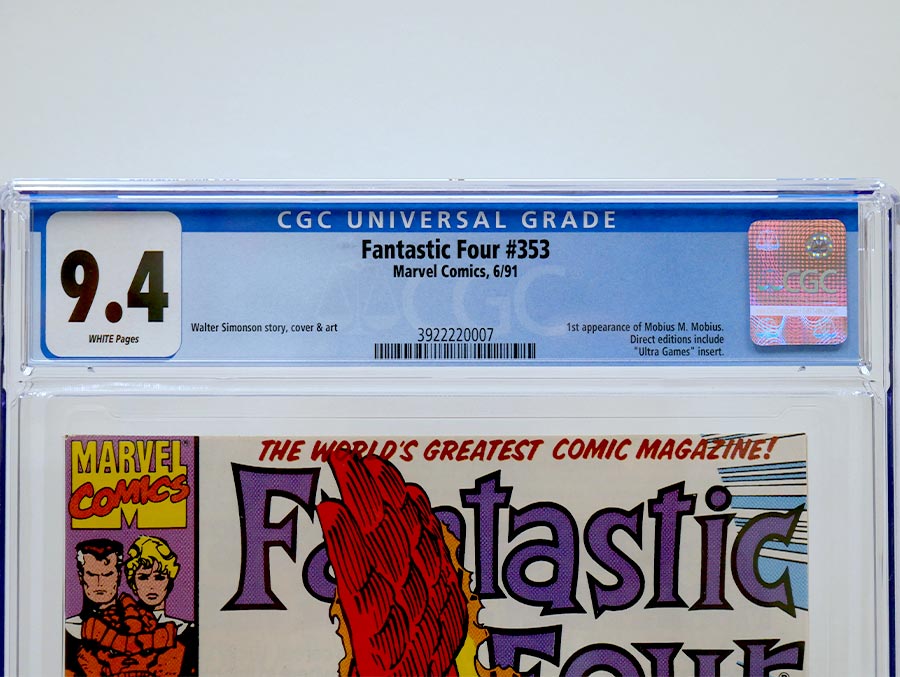 CGC UNIVERSAL GRADE
9.4
WHITE Pages
Fantastic Four #353
Marvel Comics, 6/91
Walter Simonson story, cover & art
3922220007
1st appearance of Mobius M. Mobius.
Direct editions include
"Ultra Games" insert.
CGC
CGC
MARVEL
COMICS
M
THE WORLD'S GREATEST COMIC MAGAZINE!
Fantastic
Four